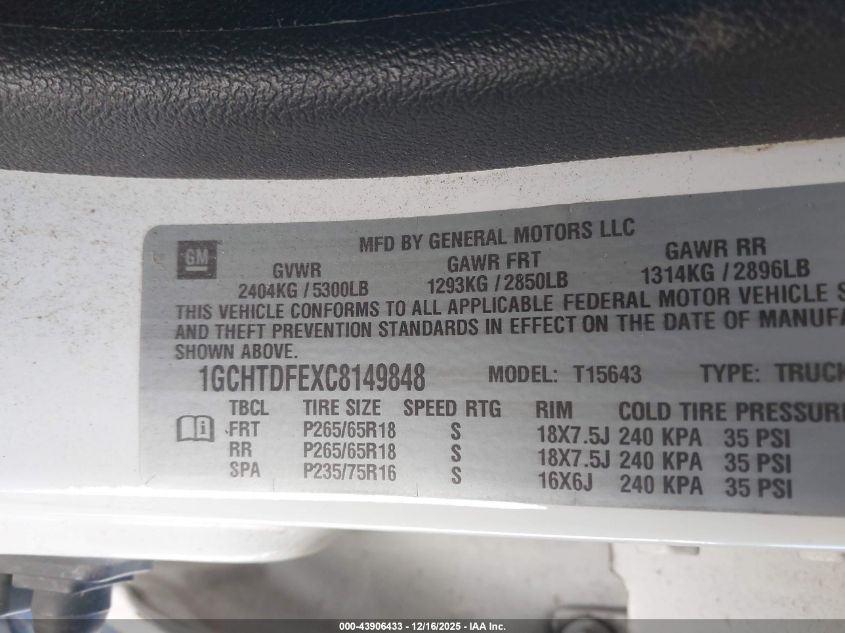 GM
MFD BY GENERAL MOTORS LLC
GVWR GAWR FRT GAWR RR
2404KG / 5300LB 1293KG / 2850LB 1314KG / 2896LB
THIS VEHICLE CONFORMS TO ALL APPLICABLE FEDERAL MOTOR VEHICLE S
AND THEFT PREVENTION STANDARDS IN EFFECT ON THE DATE OF MANUFA
SHOWN ABOVE.
1GCHTDFEXC8149848 MODEL: T15643 TYPE: TRUCK
TBCL TIRE SIZE SPEED RTG RIM COLD TIRE PRESSURE
FRT P265/65R18 S 18X7.5J 240 KPA 35 PSI
RR P265/65R18 S 18X7.5J 240 KPA 35 PSI
SPA P235/75R16 S 16X6J 240 KPA 35 PSI
000-43906433 - 12/16/2025 - IAA Inc.